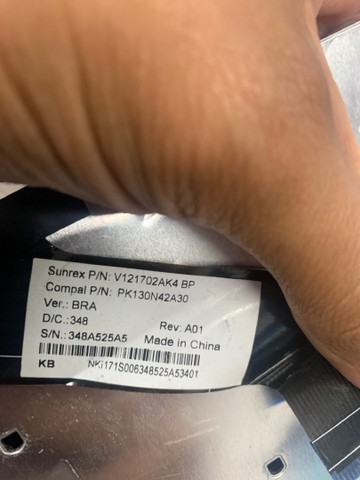 Sunrex P/N: V121702AK4 BP
Compal P/N: PK130N42A30
Ver.: BRA
D/C.:348 Rev: A01
S/N.:348A525A5 Made in China
KB NKI171S006348525A53401